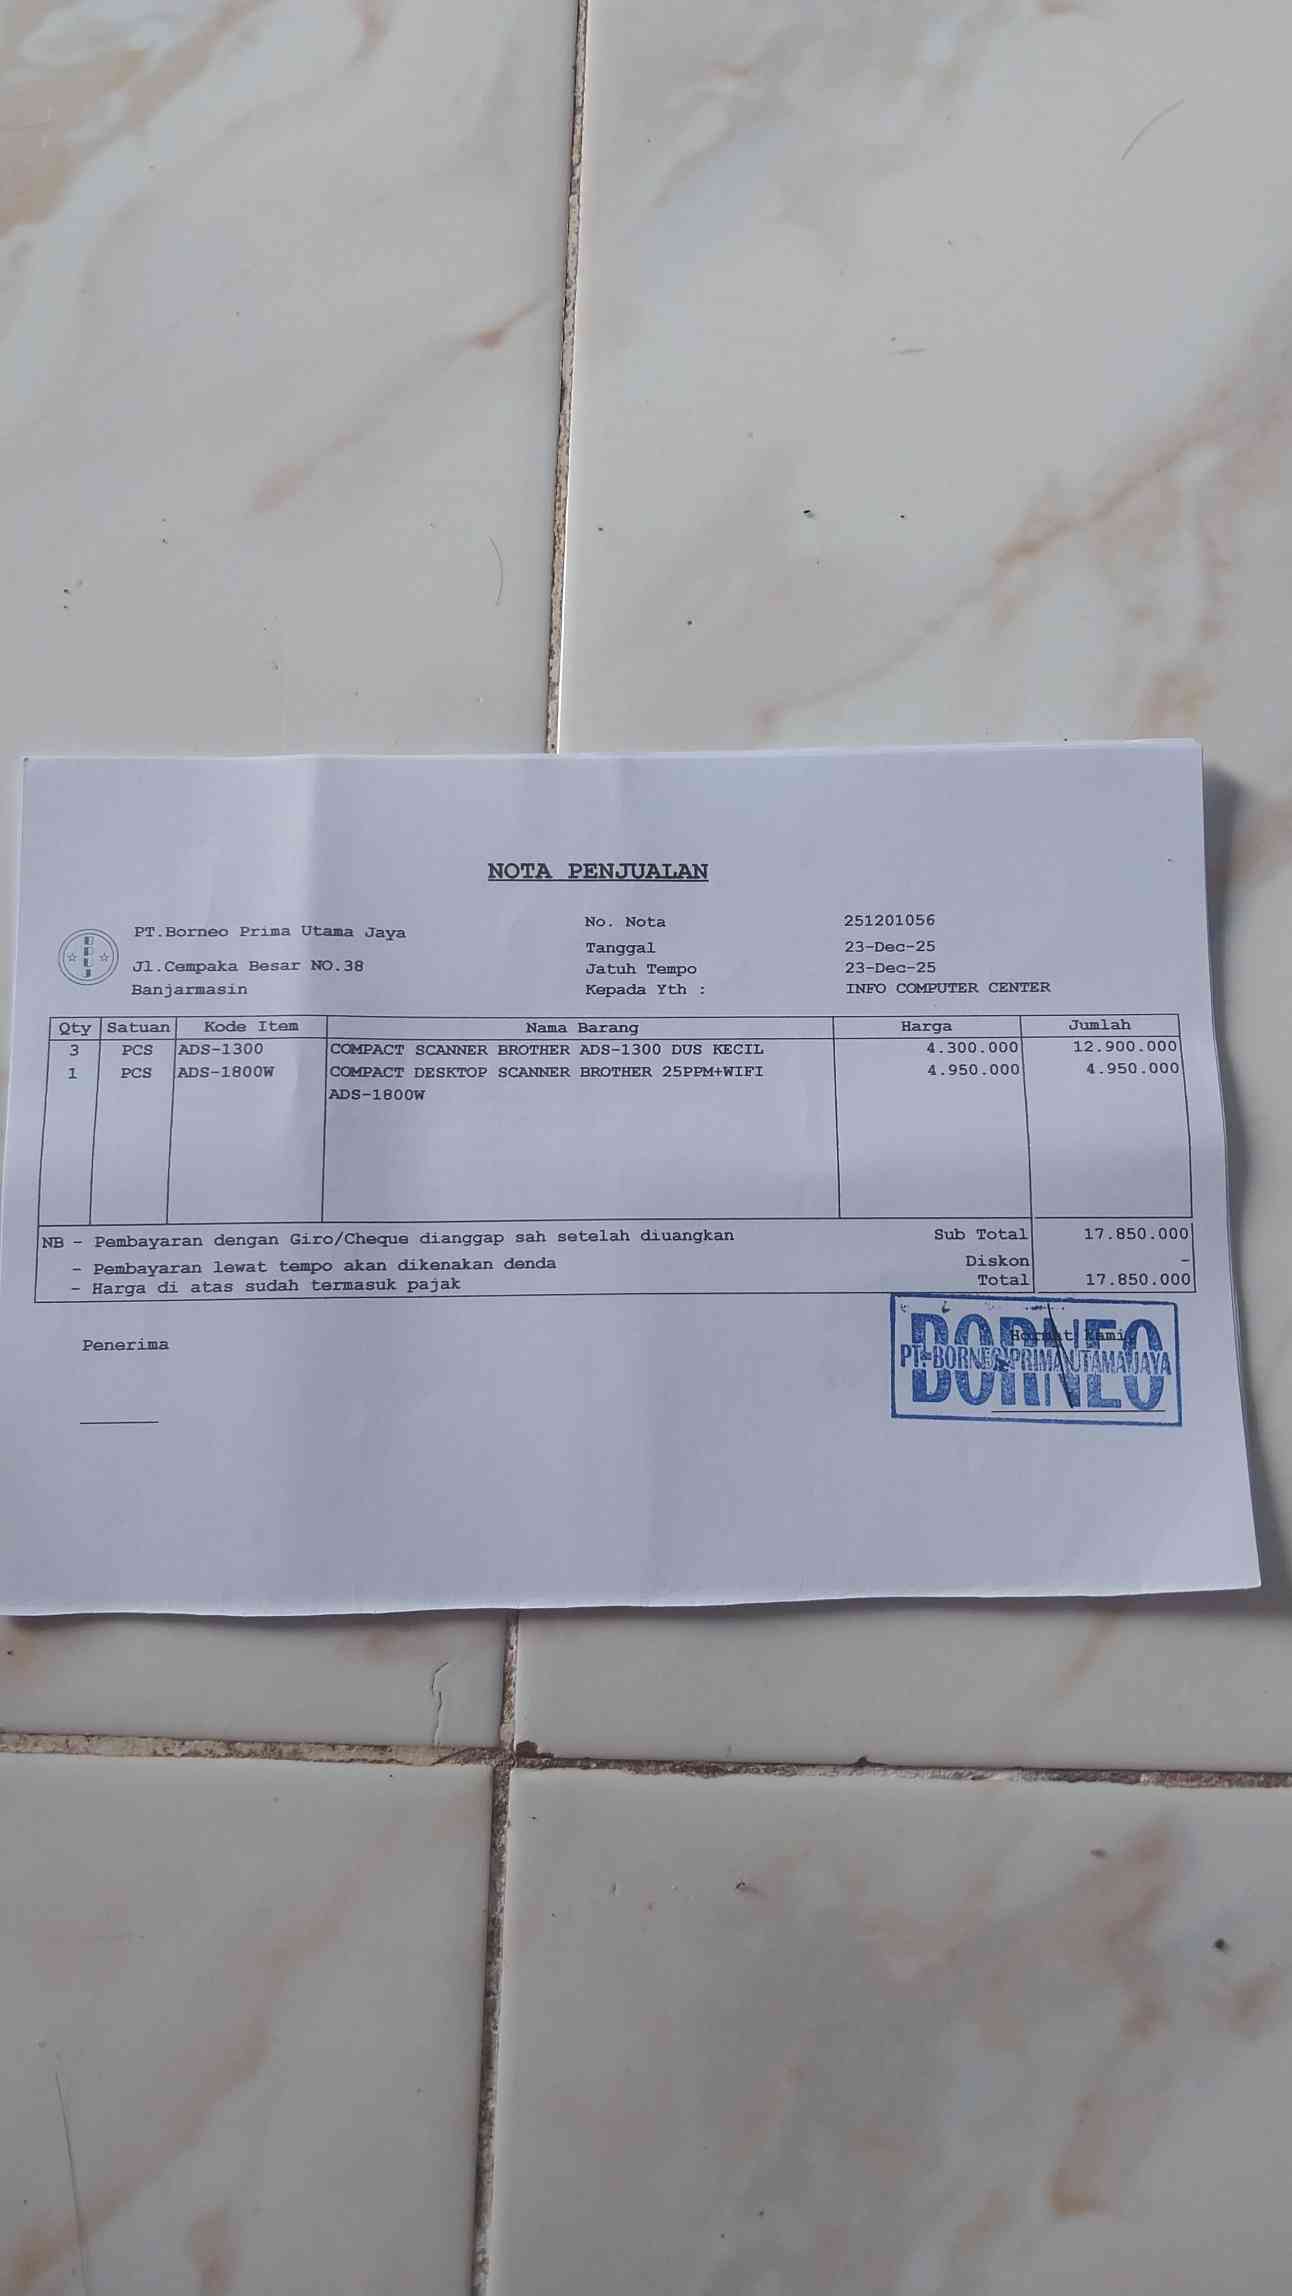 NOTA PENJUALAN
BPUJ
PT.Borneo Prima Utama Jaya
Jl.Cempaka Besar NO.38
Banjarmasin
No. Nota 251201056
Tanggal 23-Dec-25
Jatuh Tempo 23-Dec-25
Kepada Yth : INFO COMPUTER CENTER
Qty Satuan Kode Item Nama Barang Harga Jumlah
3 PCS ADS-1300 COMPACT SCANNER BROTHER ADS-1300 DUS KECIL 4.300.000 12.900.000
1 PCS ADS-1800W COMPACT DESKTOP SCANNER BROTHER 25PPM+WIFI 4.950.000 4.950.000
ADS-1800W
NB - Pembayaran dengan Giro/Cheque dianggap sah setelah diuangkan Sub Total 17.850.000
- Pembayaran lewat tempo akan dikenakan denda Diskon -
- Harga di atas sudah termasuk pajak Total 17.850.000
Penerima Hormat Kami,
BORNEO
PT. BORNEO PRIMA UTAMA JAYA